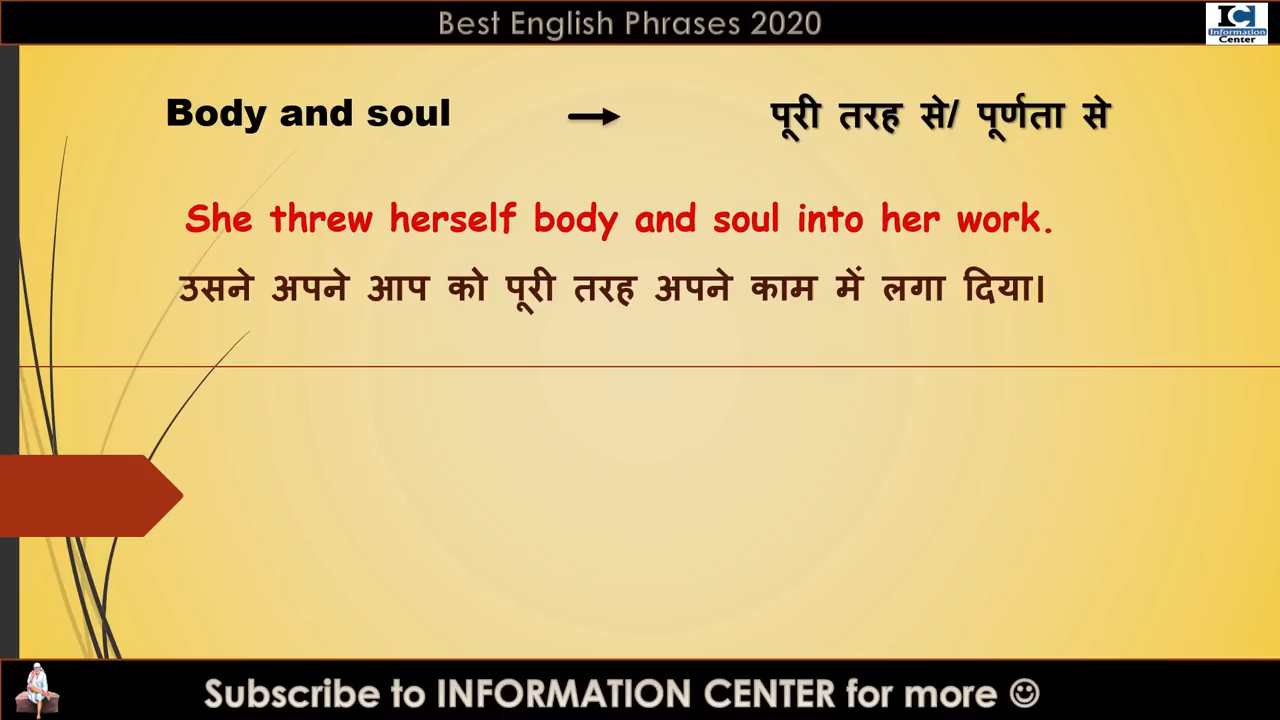 Best English Phrases 2020
IC
Information
Center
Body and soul → पूरी तरह से/ पूर्णता से
She threw herself body and soul into her work.
उसने अपने आप को पूरी तरह अपने काम में लगा दिया।
Subscribe to INFORMATION CENTER for more ☺